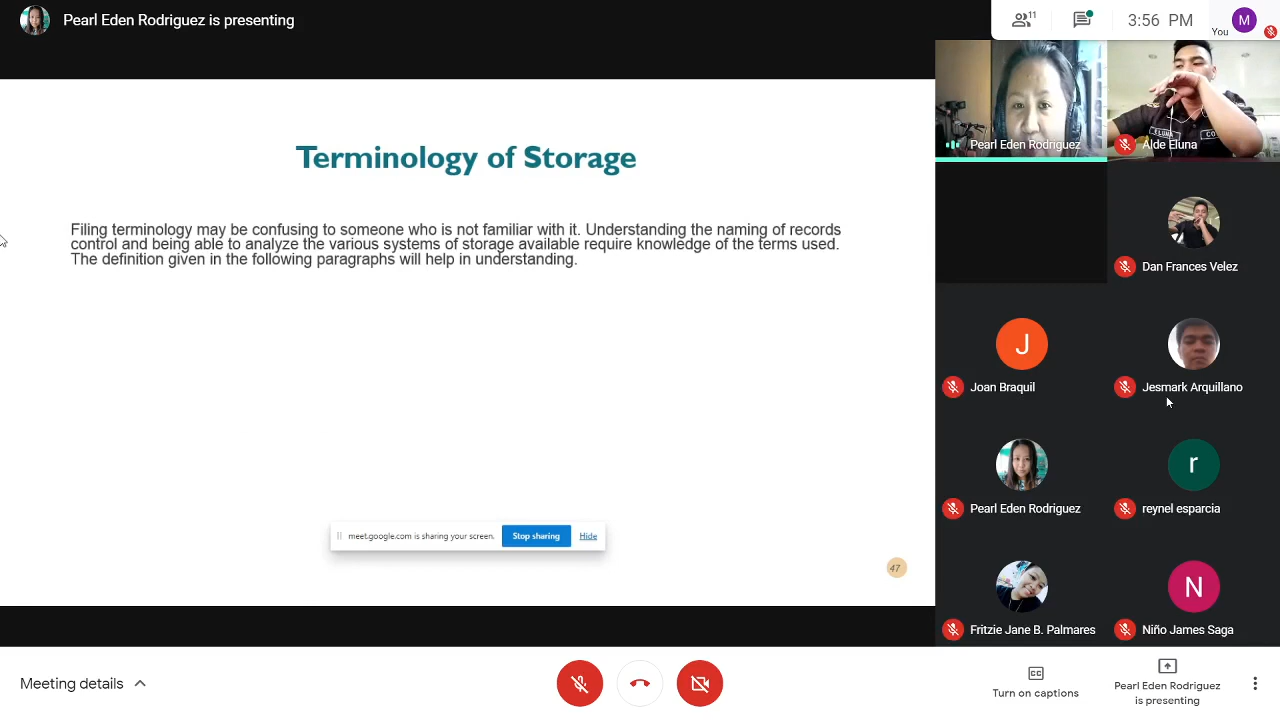 Pearl Eden Rodriguez is presenting
11
3:56 PM
You
M
Terminology of Storage
Filing terminology may be confusing to someone who is not familiar with it. Understanding the naming of records
control and being able to analyze the various systems of storage available require knowledge of the terms used.
The definition given in the following paragraphs will help in understanding.
meet.google.com is sharing your screen.
Stop sharing
Hide
47
Pearl Eden Rodriguez
Alde Eluna
ELUNA
CO
Dan Frances Velez
J
Joan Braquil
Jesmark Arquillano
Pearl Eden Rodriguez
r
reynel esparcia
Fritzie Jane B. Palmares
N
Niño James Saga
Meeting details
Turn on captions
Pearl Eden Rodriguez
is presenting